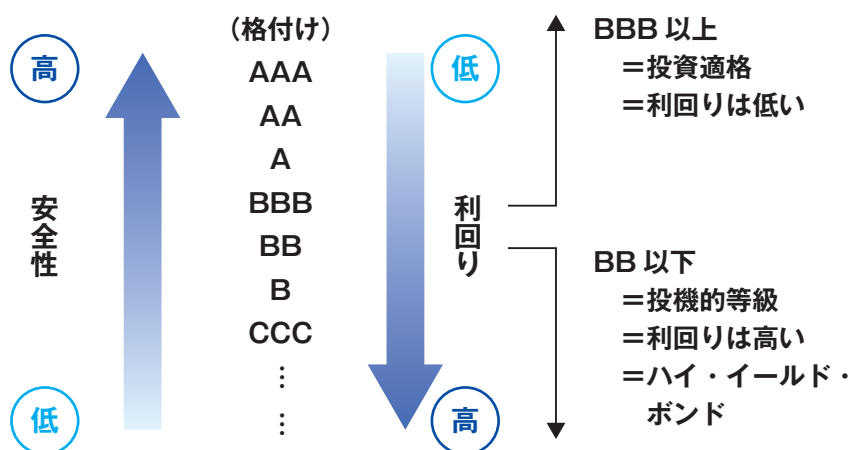 高
低
安全性
（格付け）
AAA
AA
A
BBB
BB
B
CCC
⋮
⋮
低
高
利回り
BBB 以上
＝投資適格
＝利回りは低い
BB 以下
＝投機的等級
＝利回りは高い
＝ハイ・イールド・
ボンド